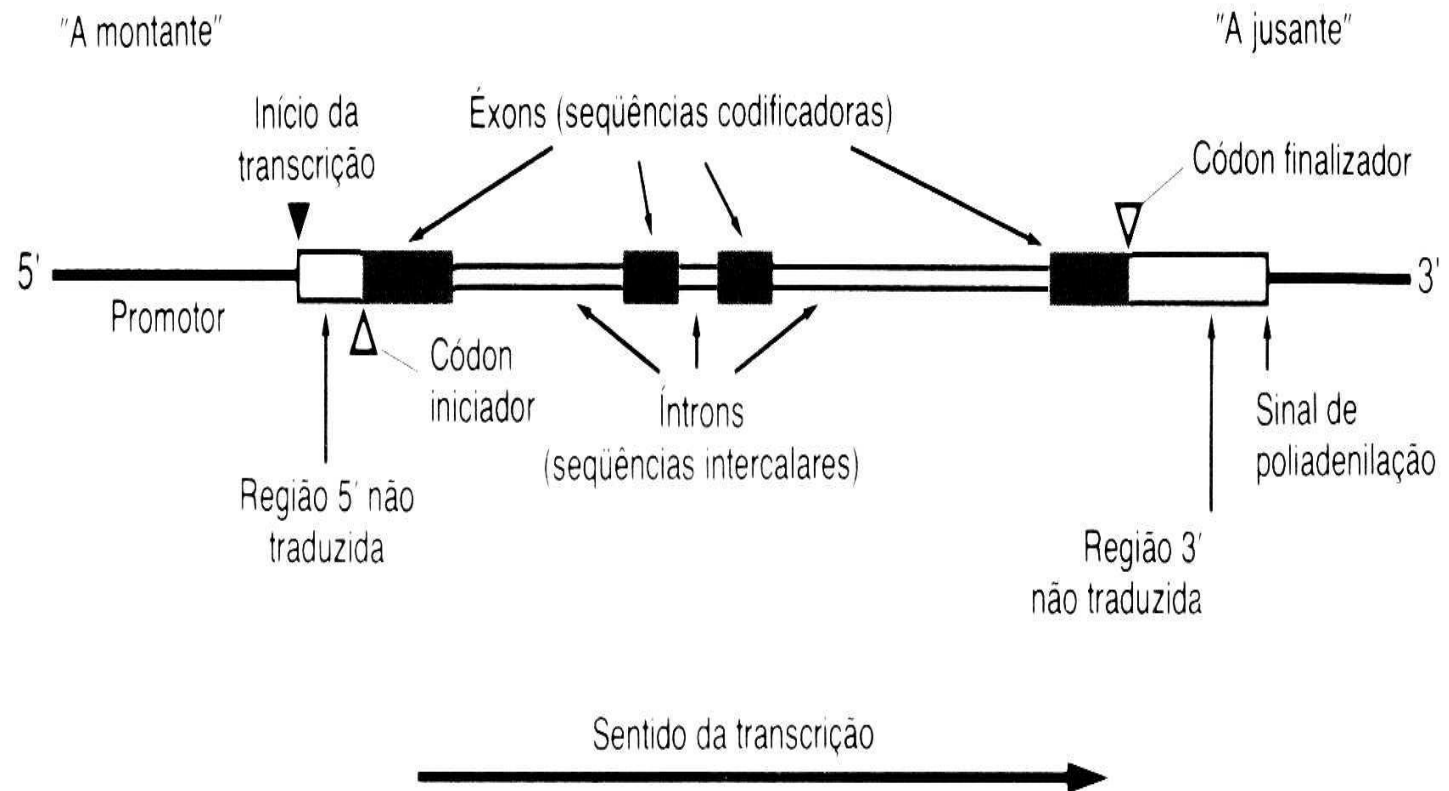 "A montante"
"A jusante"
Início da
transcrição
Éxons (seqüências codificadoras)
Códon finalizador
5'
3'
Promotor
Códon
iniciador
Íntrons
(seqüências intercalares)
Sinal de
poliadenilação
Região 5' não
traduzida
Região 3'
não traduzida
Sentido da transcrição